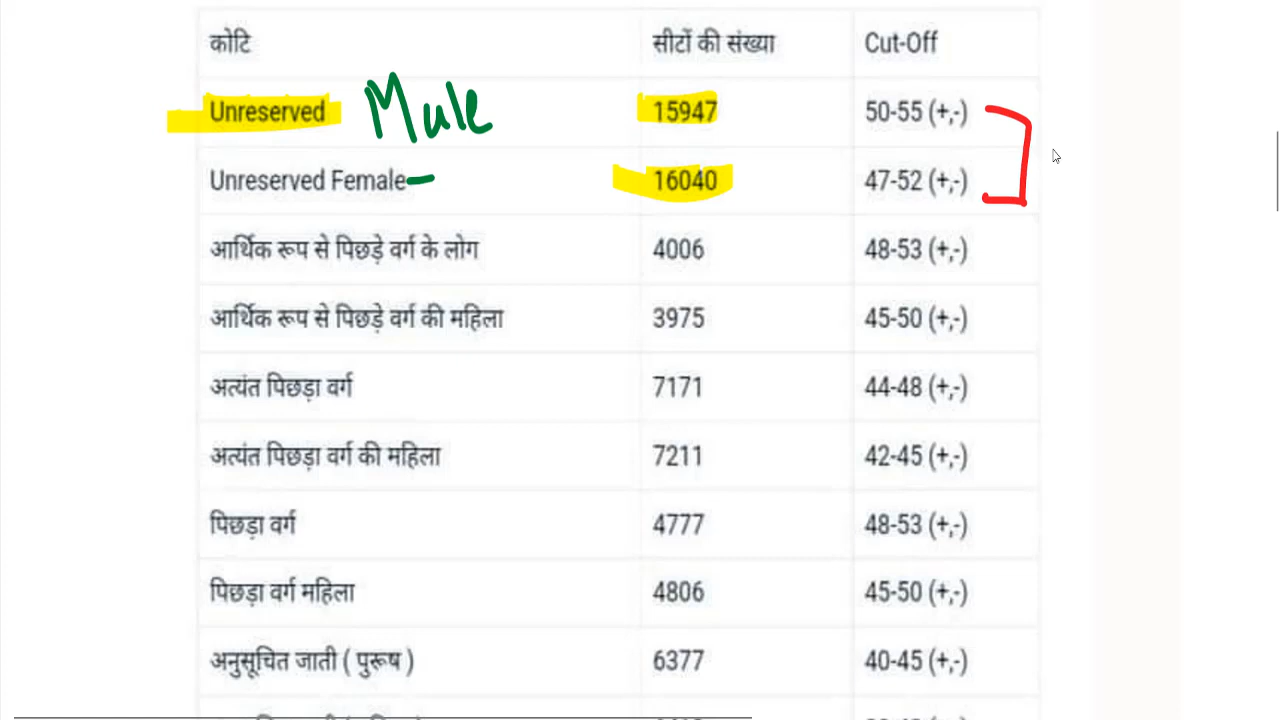 कोटि सीटों की संख्या Cut-Off
Unreserved Male 15947 50-55 (+,-)
Unreserved Female 16040 47-52 (+,-)
आर्थिक रूप से पिछड़े वर्ग के लोग 4006 48-53 (+,-)
आर्थिक रूप से पिछड़े वर्ग की महिला 3975 45-50 (+,-)
अत्यंत पिछड़ा वर्ग 7171 44-48 (+,-)
अत्यंत पिछड़ा वर्ग की महिला 7211 42-45 (+,-)
पिछड़ा वर्ग 4777 48-53 (+,-)
पिछड़ा वर्ग महिला 4806 45-50 (+,-)
अनुसूचित जाती ( पुरूष ) 6377 40-45 (+,-)